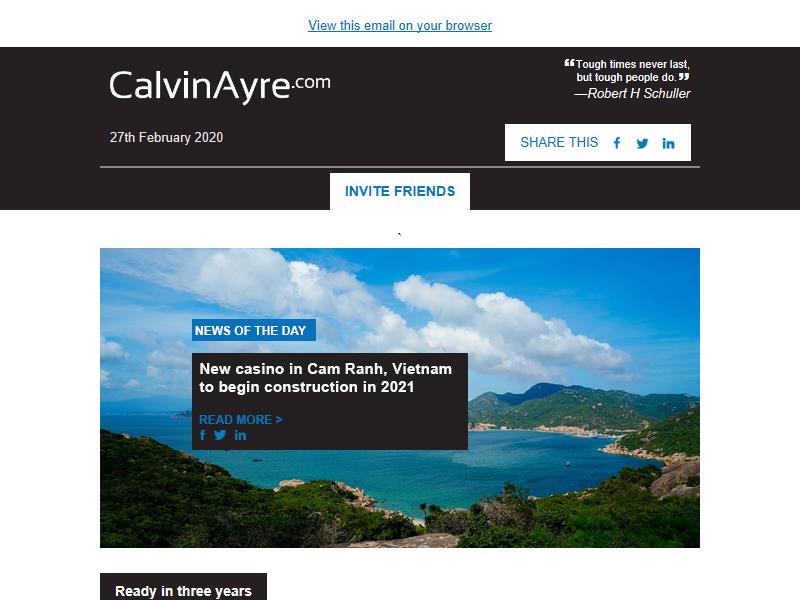 View this email on your browser
CalvinAyre.com
“Tough times never last,
but tough people do.”
—Robert H Schuller
27th February 2020
SHARE THIS
INVITE FRIENDS
`
NEWS OF THE DAY
New casino in Cam Ranh, Vietnam
to begin construction in 2021
READ MORE >
Ready in three years